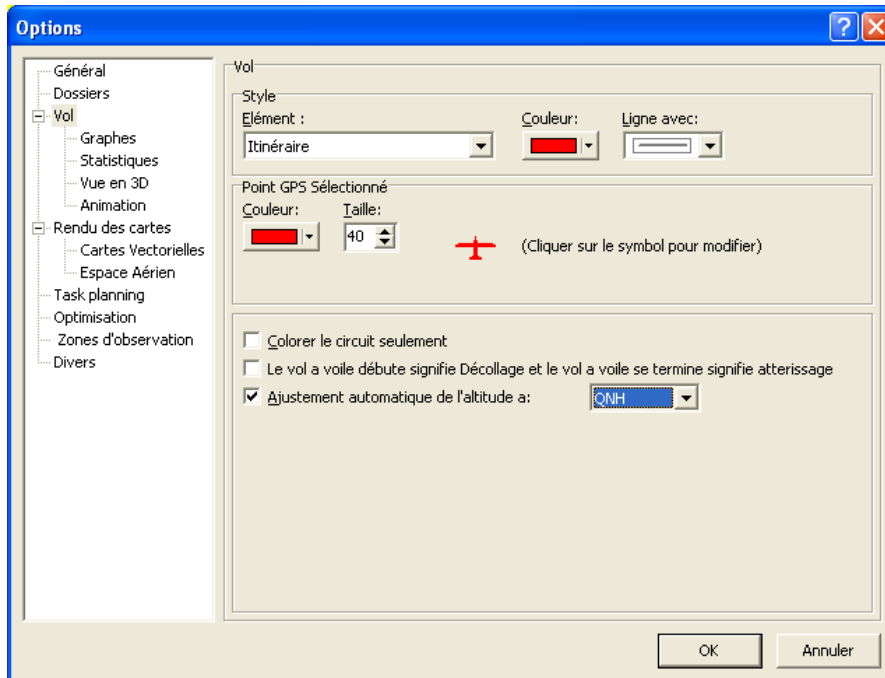 Options
Général
Dossiers
Vol
Graphes
Statistiques
Vue en 3D
Animation
Rendu des cartes
Cartes Vectorielles
Espace Aérien
Task planning
Optimisation
Zones d'observation
Divers
Vol
Style
Elément :
Couleur:
Ligne avec:
Itinéraire
Point GPS Sélectionné
Couleur:
Taille:
40
(Cliquer sur le symbol pour modifier)
Colorer le circuit seulement
Le vol a voile débute signifie Décollage et le vol a voile se termine signifie atterissage
Ajustement automatique de l'altitude a:
QNH
OK
Annuler